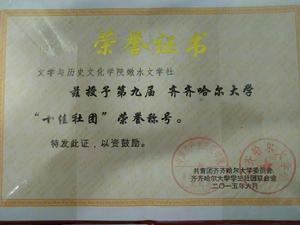 荣誉证书
文学与历史文化学院嫩水文学社
兹授予第九届 齐齐哈尔大学
“十佳社团”荣誉称号。
特发此证，以资鼓励。
共青团齐齐哈尔大学委员会
齐齐哈尔大学学生社团联合会
二〇一五年六月